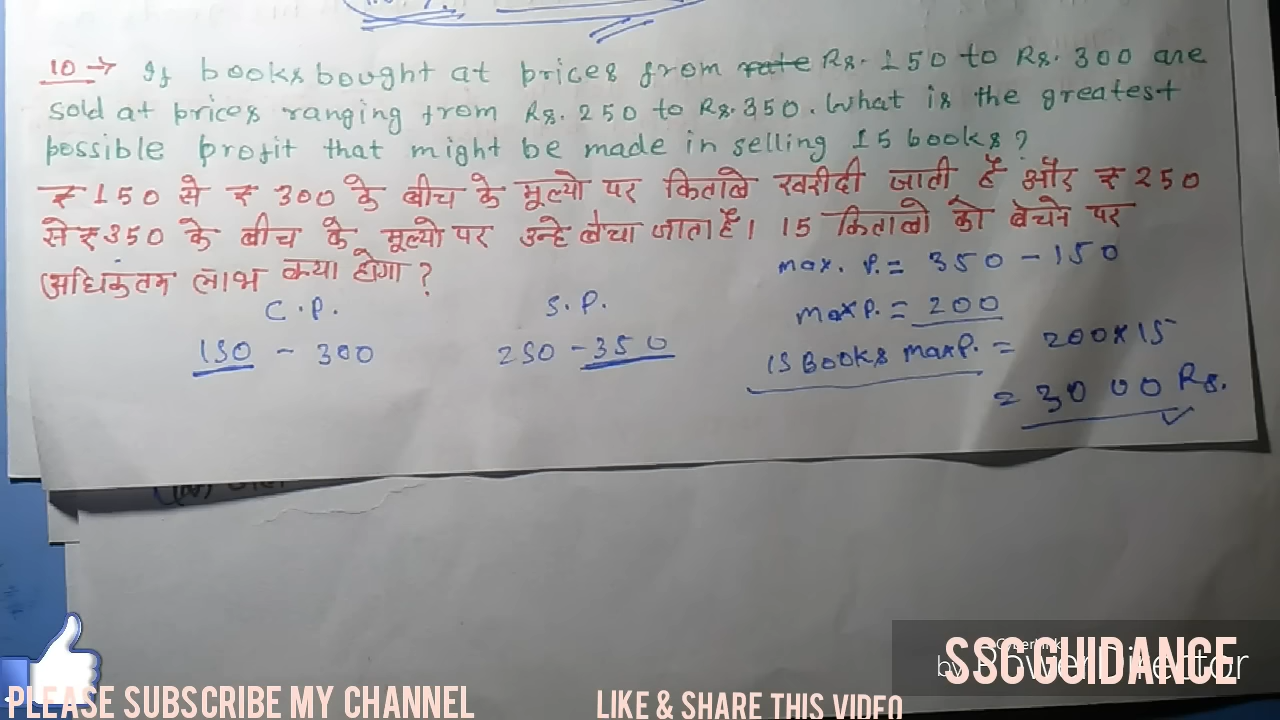 10 → If books bought at prices from rate Rs. 150 to Rs. 300 are
sold at prices ranging from Rs. 250 to Rs. 350. What is the greatest
possible profit that might be made in selling 15 books?
₹ 150 से ₹ 300 के बीच के मूल्यो पर किताबे खरीदी जाती है और ₹ 250
से ₹ 350 के बीच के मूल्यो पर उन्हे बेचा जाता है। 15 किताबो को बेचने पर
अधिकतम लाभ क्या होगा ?
C.P.
S.P.
150 - 300
250 - 350
max. P. = 350 - 150
max P. = 200
15 Books max P. = 200 × 15
= 3000 Rs.
SSCGUIDANCE
by PowerDirector
PLEASE SUBSCRIBE MY CHANNEL
LIKE & SHARE THIS VIDEO